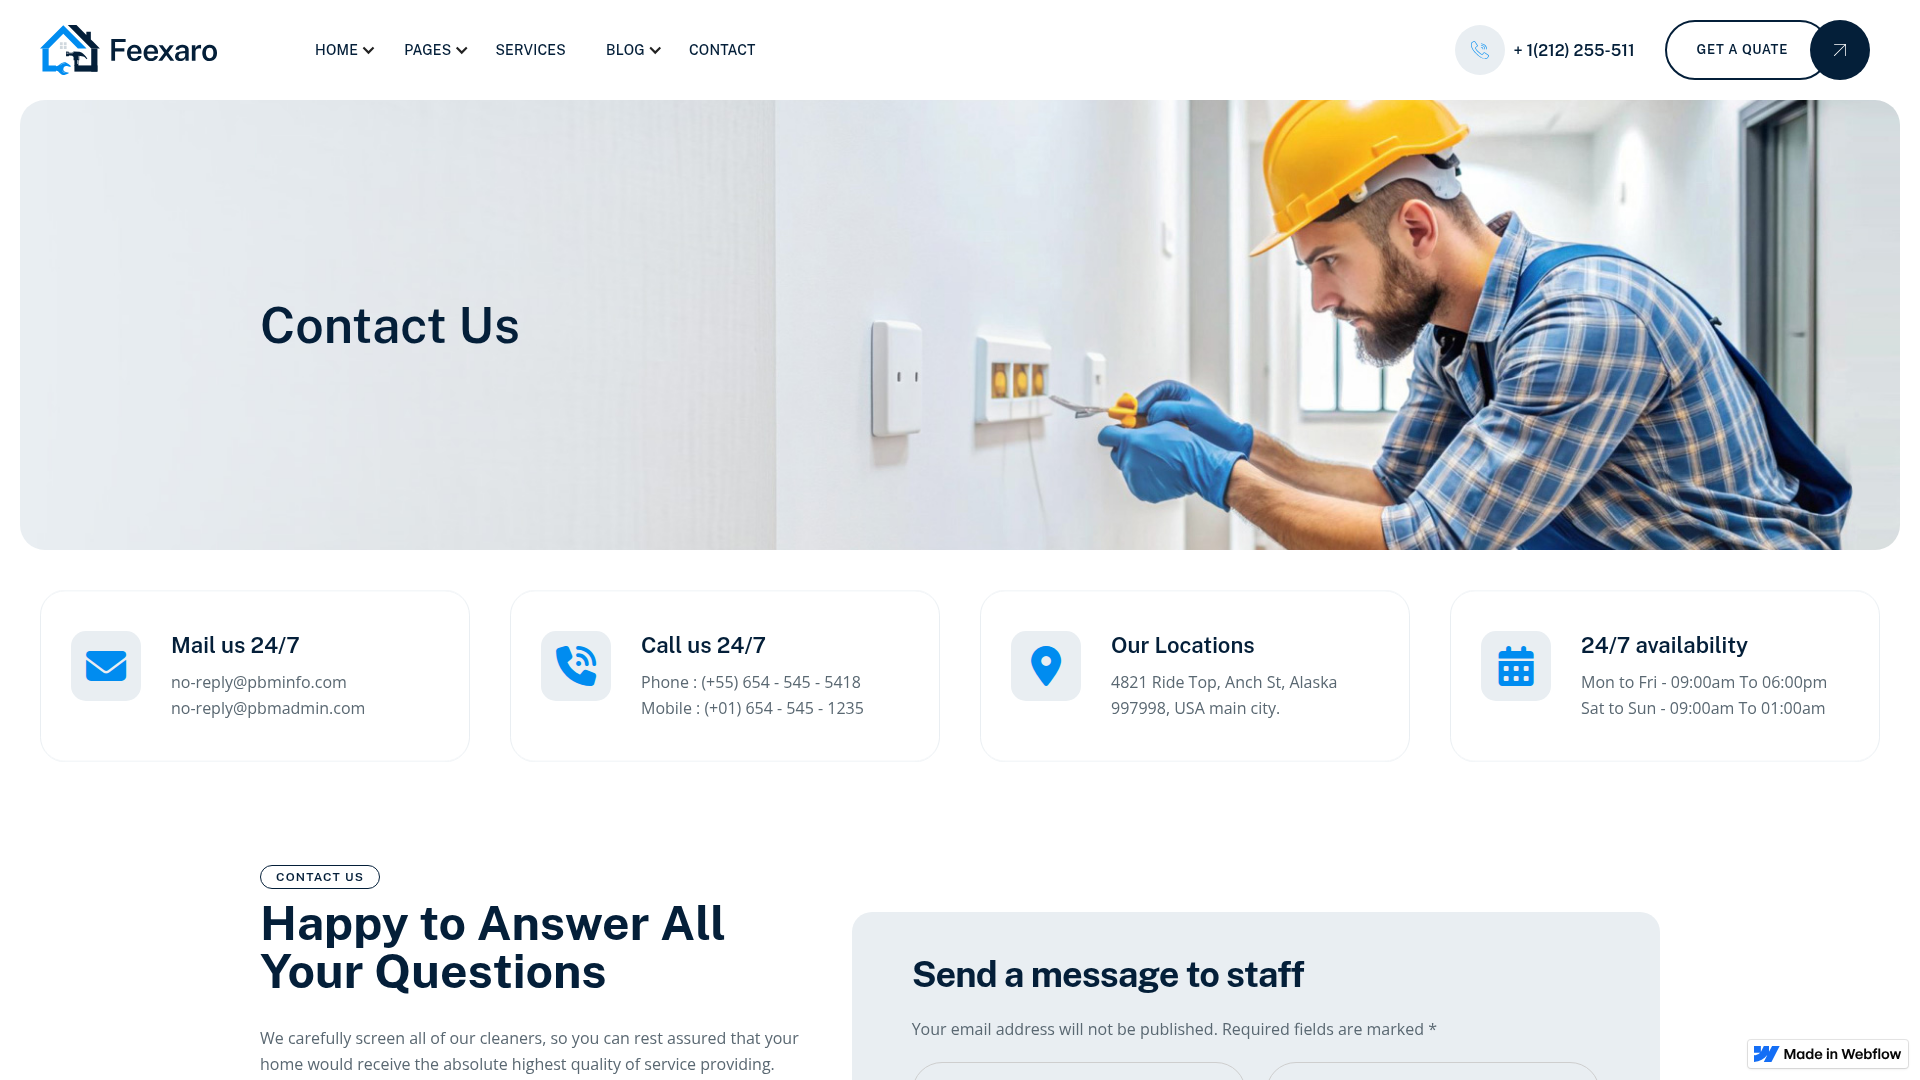 Feexaro
HOME
PAGES
SERVICES
BLOG
CONTACT
+ 1(212) 255-511
GET A QUATE
Contact Us
Mail us 24/7
no-reply@pbminfo.com
no-reply@pbmadmin.com
Call us 24/7
Phone : (+55) 654 - 545 - 5418
Mobile : (+01) 654 - 545 - 1235
Our Locations
4821 Ride Top, Anch St, Alaska
997998, USA main city.
24/7 availability
Mon to Fri - 09:00am To 06:00pm
Sat to Sun - 09:00am To 01:00am
CONTACT US
Happy to Answer All
Your Questions
We carefully screen all of our cleaners, so you can rest assured that your
home would receive the absolute highest quality of service providing.
Send a message to staff
Your email address will not be published. Required fields are marked *
Made in Webflow